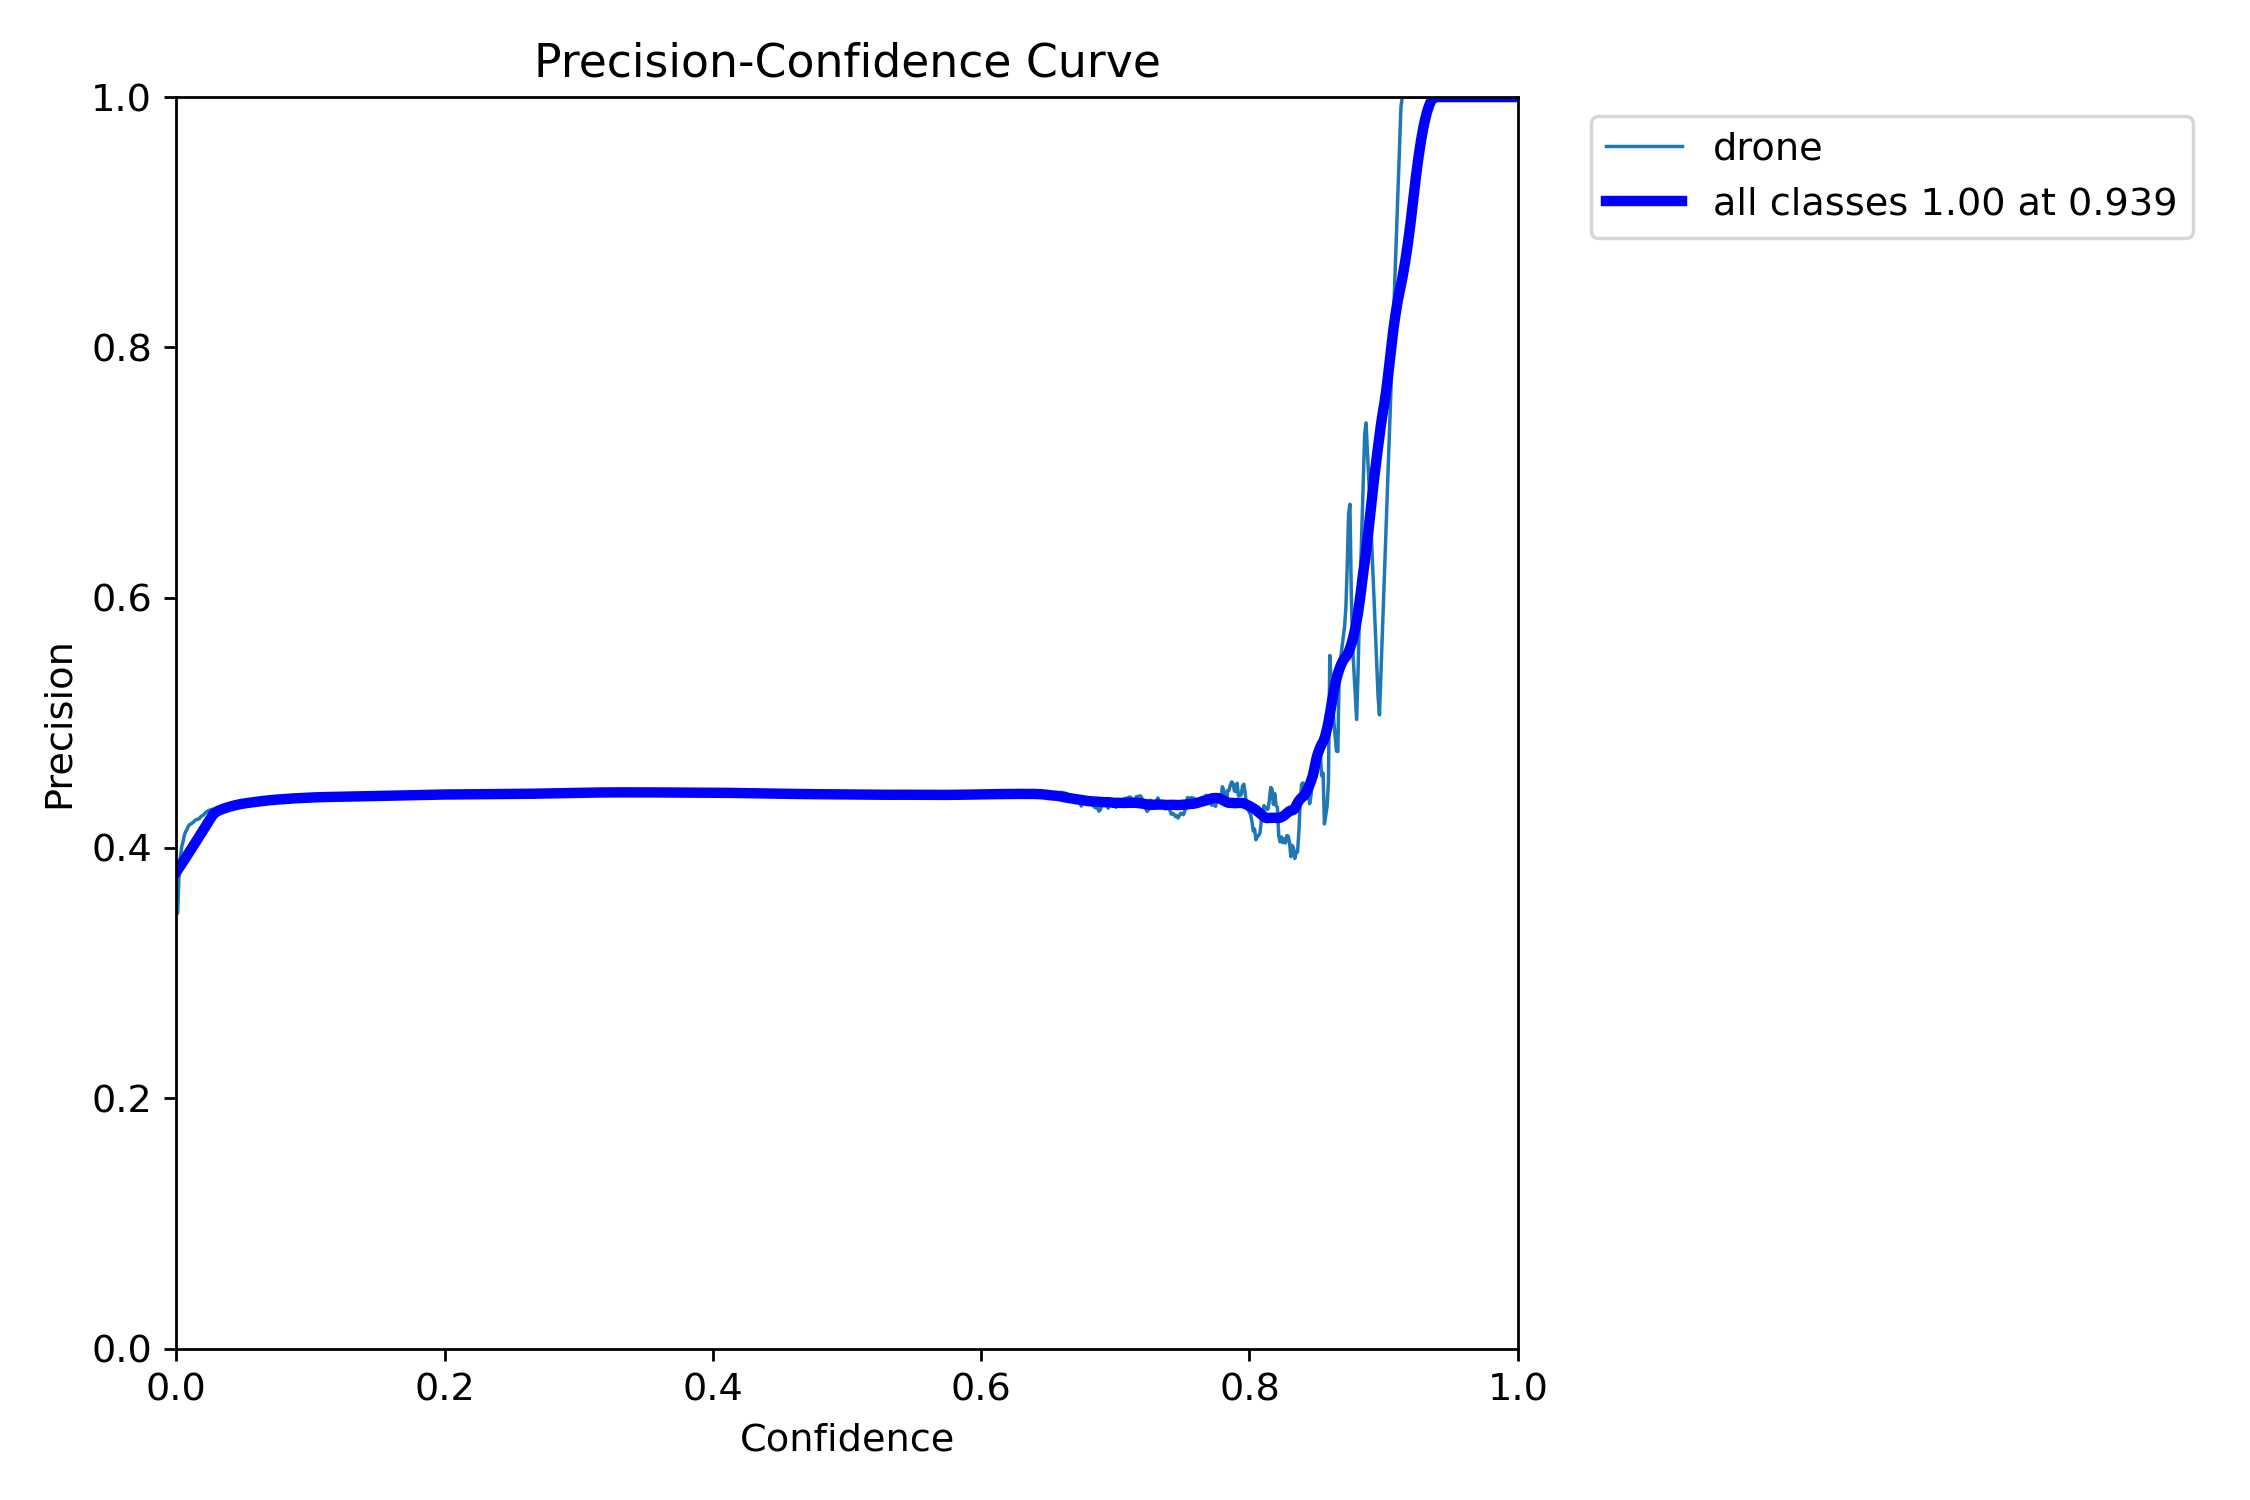 Precision-Confidence Curve
1.0
0.8
0.6
0.4
0.2
0.0
Precision
0.0 0.2 0.4 0.6 0.8 1.0
Confidence
drone
all classes 1.00 at 0.939